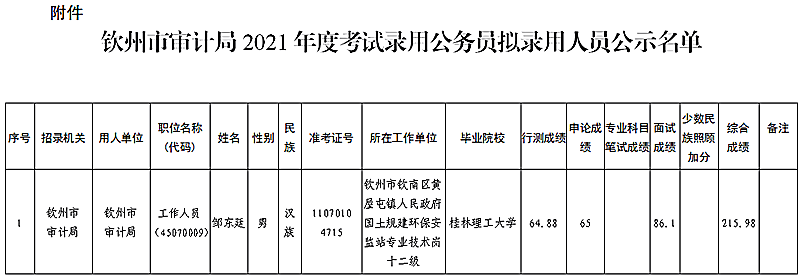 附件
钦州市审计局 2021 年度考试录用公务员拟录用人员公示名单
序号 招录机关 用人单位 职位名称(代码) 姓名 性别 民族 准考证号 所在工作单位 毕业院校 行测成绩 申论成绩 专业科目笔试成绩 面试成绩 少数民族照顾加分 综合成绩 备注
1 钦州市审计局 钦州市审计局 工作人员(45070009) 邹东廷 男 汉族 11070104715 钦州市钦南区黄屋屯镇人民政府国土规建环保安监站专业技术岗十二级 桂林理工大学 64.88 65 86.1 215.98